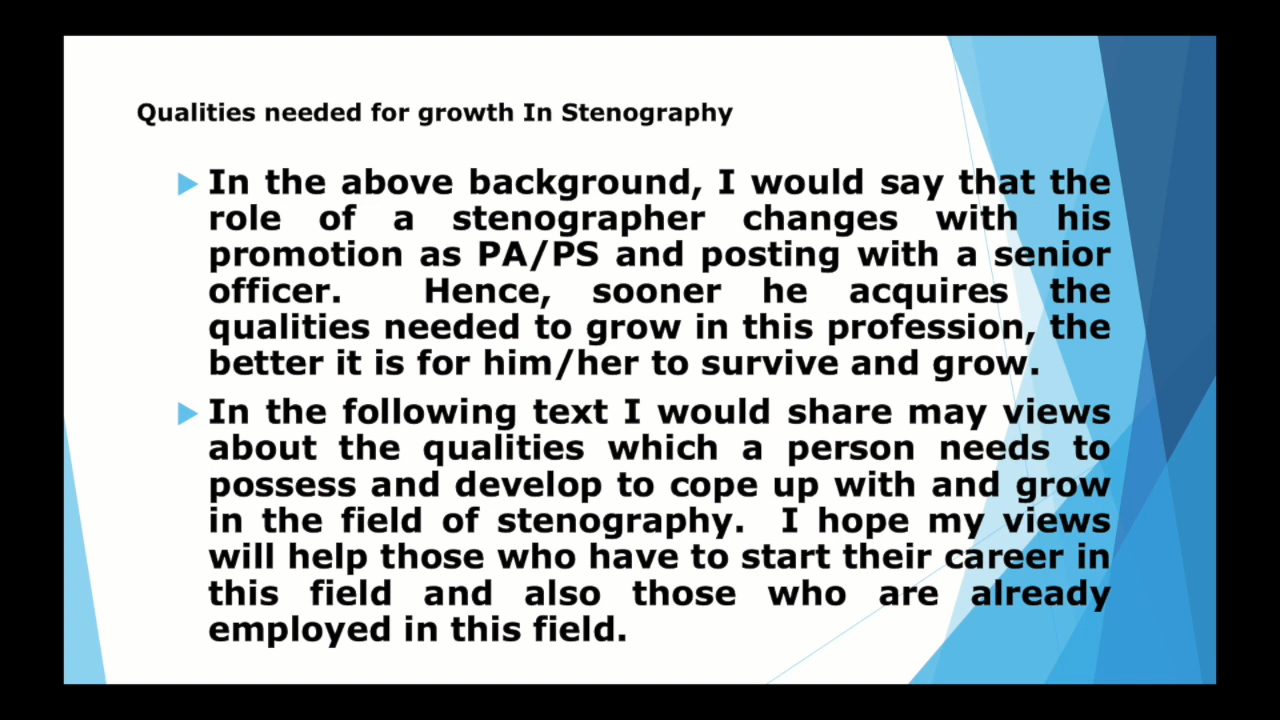 Qualities needed for growth In Stenography
In the above background, I would say that the
role of a stenographer changes with his
promotion as PA/PS and posting with a senior
officer. Hence, sooner he acquires the
qualities needed to grow in this profession, the
better it is for him/her to survive and grow.
In the following text I would share may views
about the qualities which a person needs to
possess and develop to cope up with and grow
in the field of stenography. I hope my views
will help those who have to start their career in
this field and also those who are already
employed in this field.